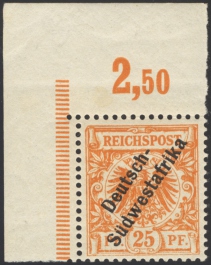 2,50
REICHSPOST
Deutsch-
Südwestafrika
25 PF.